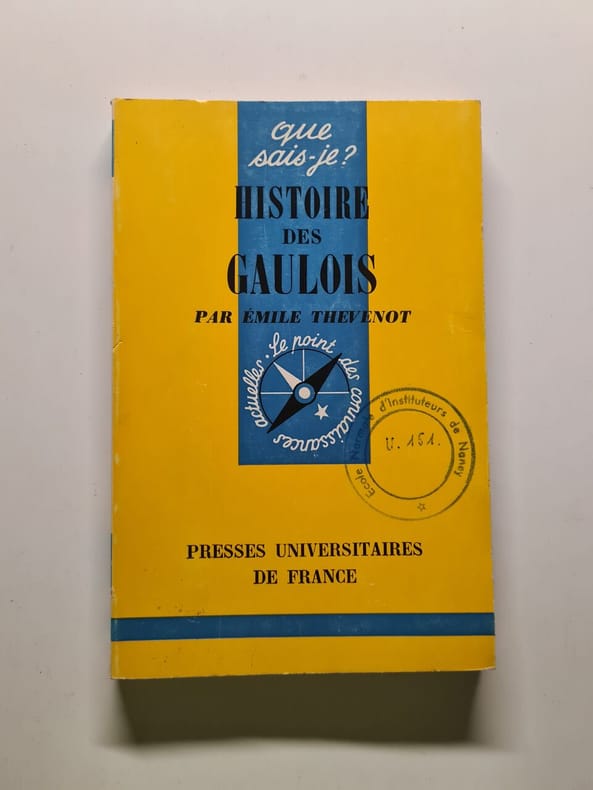 que
sais-je?
HISTOIRE
DES
GAULOIS
PAR ÉMILE THEVENOT
Le point des connaissances actuelles.
Ecole Normale d'Instituteurs de Nancy
U. 151.
PRESSES UNIVERSITAIRES
DE FRANCE